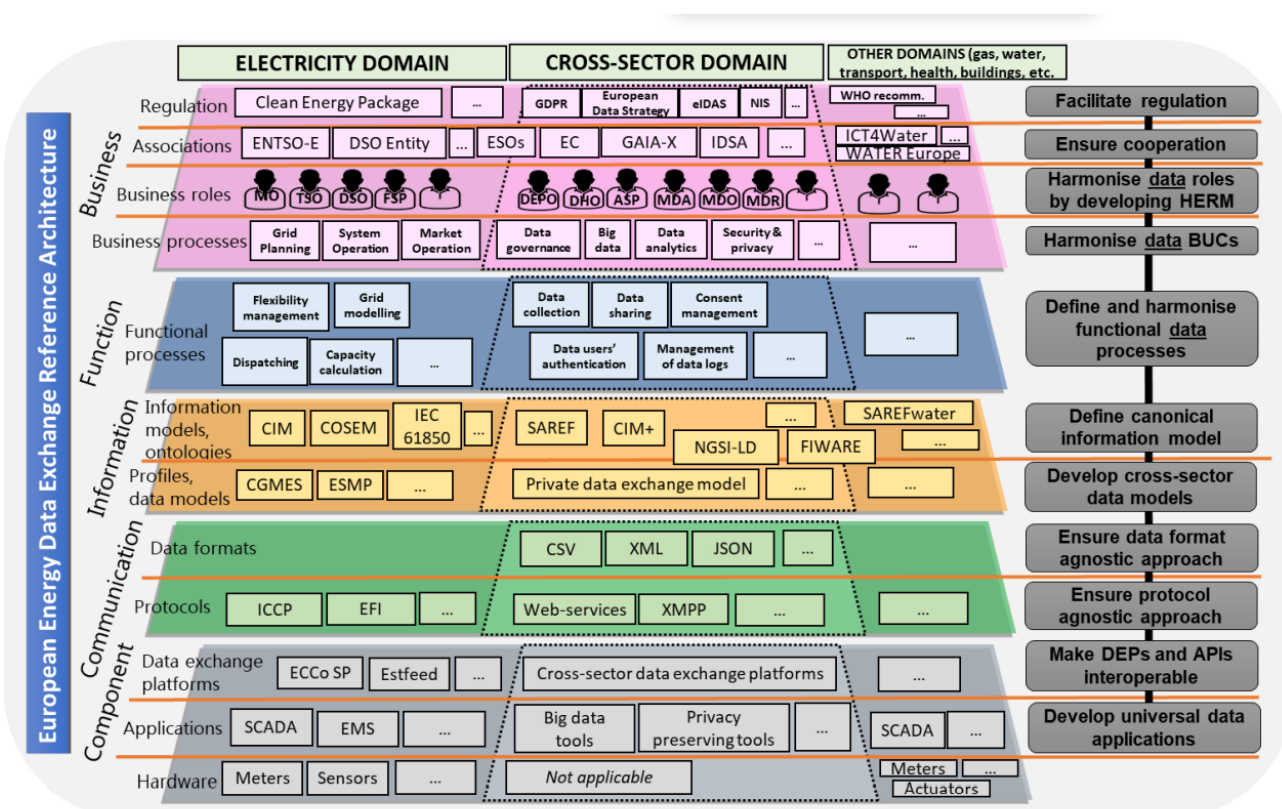 European Energy Data Exchange Reference Architecture
ELECTRICITY DOMAIN
CROSS-SECTOR DOMAIN
OTHER DOMAINS (gas, water,
transport, health, buildings, etc.
Business
Regulation
Clean Energy Package
...
GDPR
European
Data Strategy
eIDAS
NIS
...
WHO recomm.
...
Facilitate regulation
Associations
ENTSO-E
DSO Entity
...
ESOs
EC
GAIA-X
IDSA
...
ICT4Water
...
WATER Europe
Ensure cooperation
Business roles
MO
TSO
DSO
FSP
DEPO
DHO
ASP
MDA
MDO
MDR
Harmonise data roles
by developing HERM
Business processes
Grid
Planning
System
Operation
Market
Operation
Data
governance
Big
data
Data
analytics
Security &
privacy
...
...
Harmonise data BUCs
Function
Functional
processes
Flexibility
management
Grid
modelling
Dispatching
Capacity
calculation
...
Data
collection
Data
sharing
Consent
management
Data users'
authentication
Management
of data logs
...
...
Define and harmonise
functional data
processes
Information
Information
models,
ontologies
CIM
COSEM
IEC
61850
...
SAREF
CIM+
...
NGSI-LD
FIWARE
SAREFwater
...
Define canonical
information model
Profiles,
data models
CGMES
ESMP
...
Private data exchange model
...
...
Develop cross-sector
data models
Communication
Data formats
CSV
XML
JSON
...
Ensure data format
agnostic approach
Protocols
ICCP
EFI
...
Web-services
XMPP
...
...
Ensure protocol
agnostic approach
Component
Data exchange
platforms
ECCo SP
Estfeed
...
Cross-sector data exchange platforms
...
Make DEPs and APIs
interoperable
Applications
SCADA
EMS
...
Big data
tools
Privacy
preserving tools
...
SCADA
...
Develop universal data
applications
Hardware
Meters
Sensors
...
Not applicable
Meters
...
Actuators